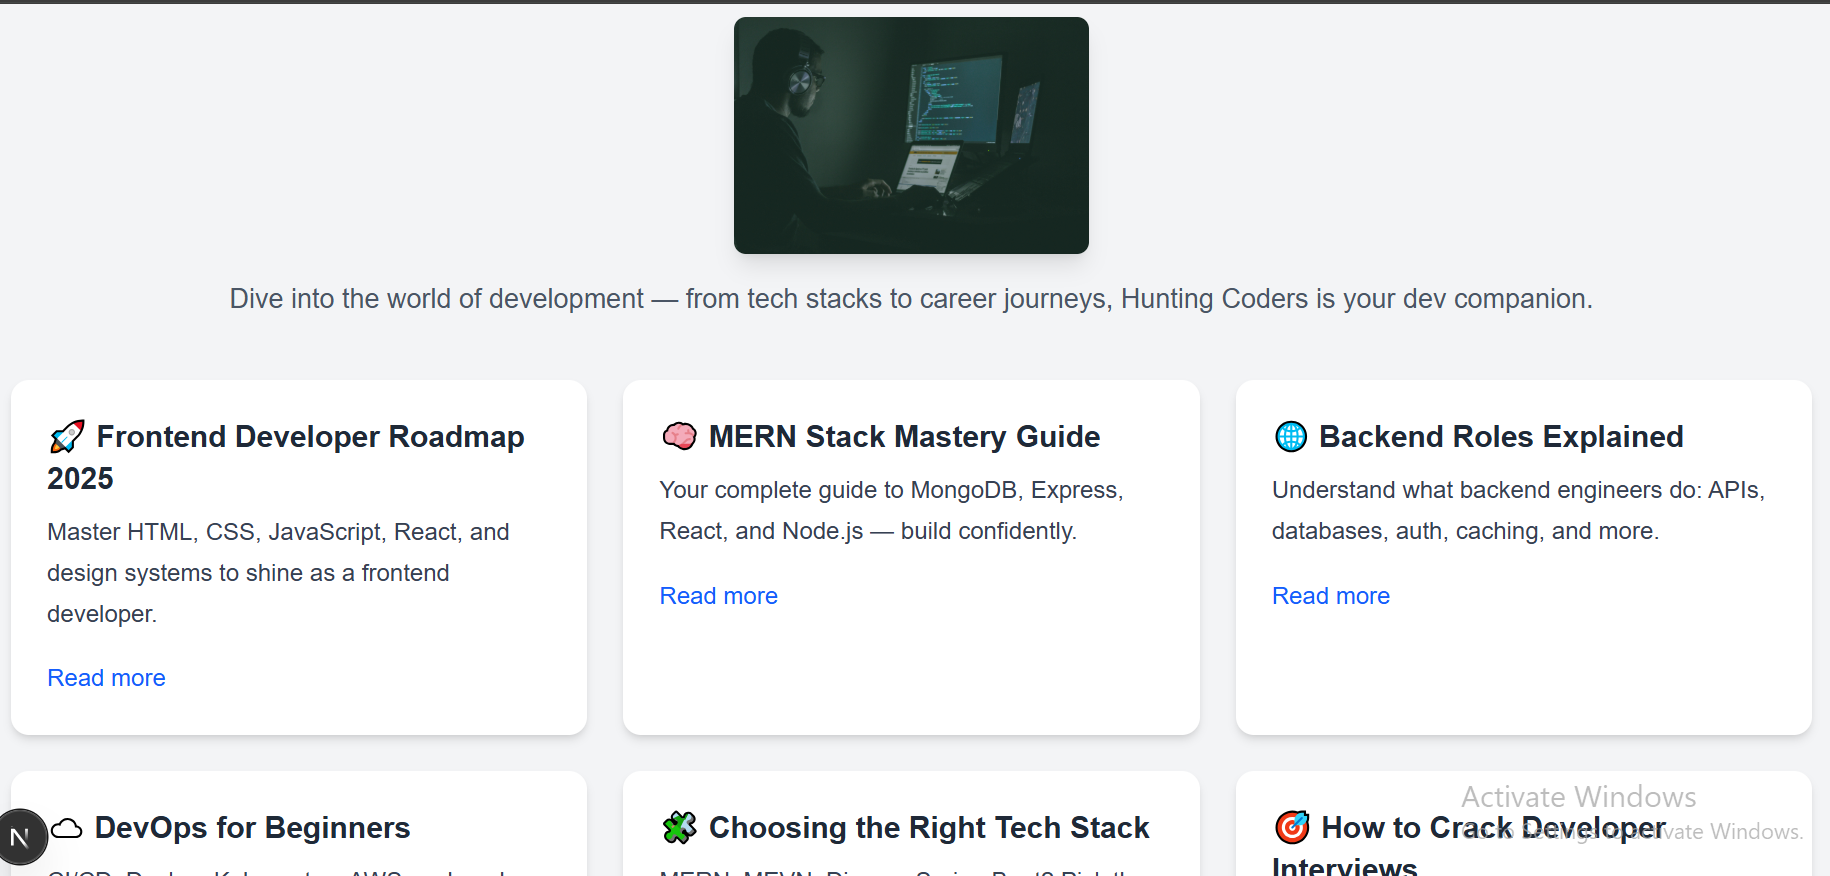 Dive into the world of development — from tech stacks to career journeys, Hunting Coders is your dev companion.
🚀 Frontend Developer Roadmap
2025
Master HTML, CSS, JavaScript, React, and
design systems to shine as a frontend
developer.
Read more
🧠 MERN Stack Mastery Guide
Your complete guide to MongoDB, Express,
React, and Node.js — build confidently.
Read more
🌐 Backend Roles Explained
Understand what backend engineers do: APIs,
databases, auth, caching, and more.
Read more
☁️ DevOps for Beginners
🧩 Choosing the Right Tech Stack
🎯 How to Crack Developer
Interviews
Activate Windows
Go to Settings to activate Windows.
N